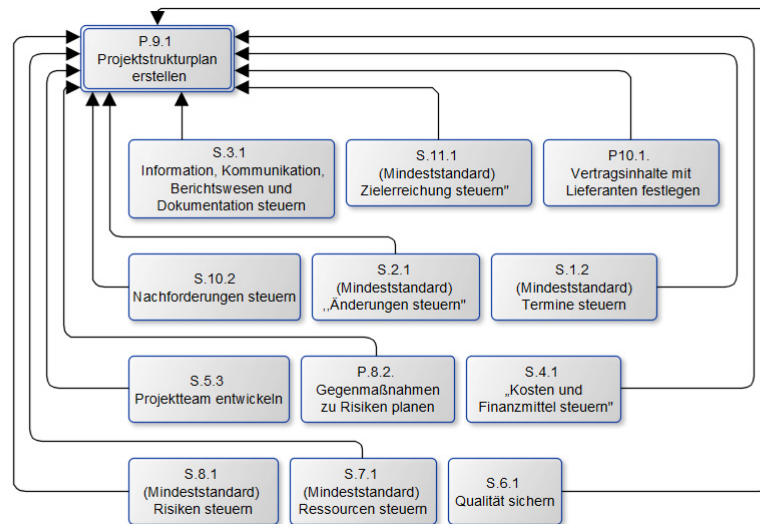 P.9.1
Projektstrukturplan
erstellen
S.3.1
Information, Kommunikation,
Berichtswesen und
Dokumentation steuern
S.11.1
(Mindeststandard)
Zielerreichung steuern"
P10.1.
Vertragsinhalte mit
Lieferanten festlegen
S.10.2
Nachforderungen steuern
S.2.1
(Mindeststandard)
,,Änderungen steuern"
S.1.2
(Mindeststandard)
Termine steuern
S.5.3
Projektteam entwickeln
P.8.2.
Gegenmaßnahmen
zu Risiken planen
S.4.1
„Kosten und
Finanzmittel steuern"
S.8.1
(Mindeststandard)
Risiken steuern
S.7.1
(Mindeststandard)
Ressourcen steuern
S.6.1
Qualität sichern